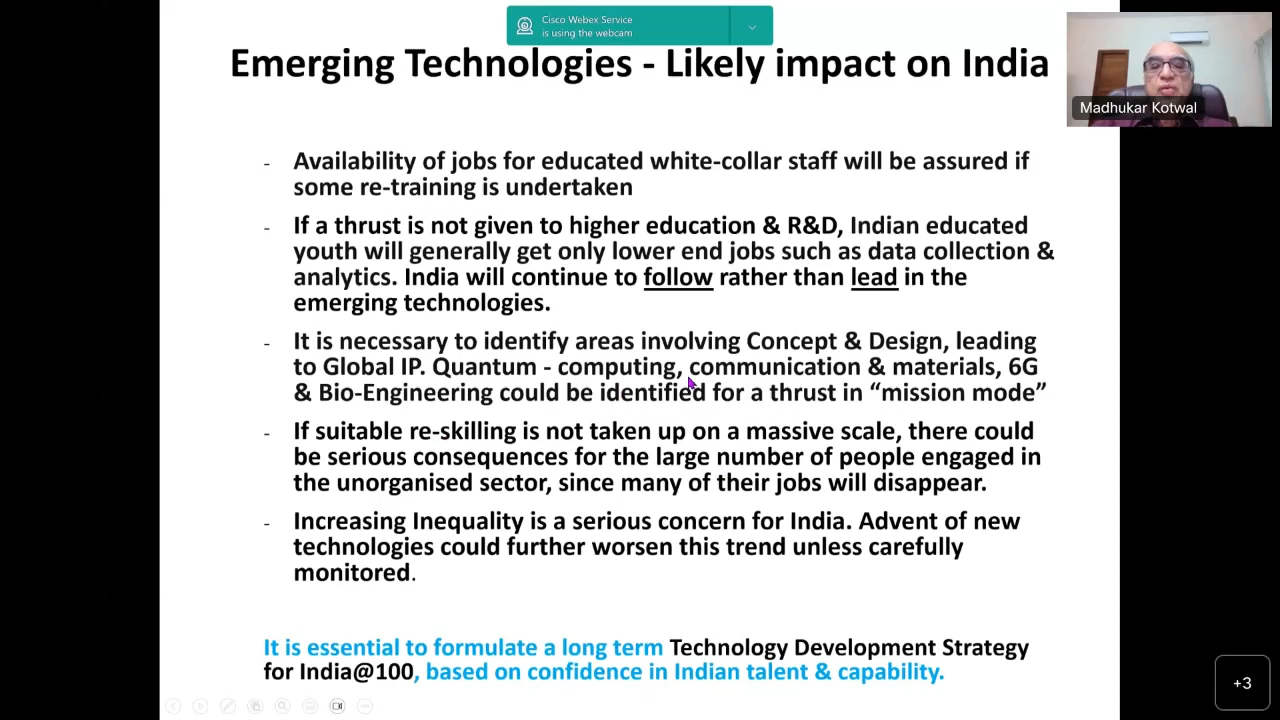 Cisco Webex Service
is using the webcam
Emerging Technologies - Likely impact on India
Madhukar Kotwal
- Availability of jobs for educated white-collar staff will be assured if
some re-training is undertaken
- If a thrust is not given to higher education & R&D, Indian educated
youth will generally get only lower end jobs such as data collection &
analytics. India will continue to follow rather than lead in the
emerging technologies.
- It is necessary to identify areas involving Concept & Design, leading
to Global IP. Quantum - computing, communication & materials, 6G
& Bio-Engineering could be identified for a thrust in “mission mode”
- If suitable re-skilling is not taken up on a massive scale, there could
be serious consequences for the large number of people engaged in
the unorganised sector, since many of their jobs will disappear.
- Increasing Inequality is a serious concern for India. Advent of new
technologies could further worsen this trend unless carefully
monitored.
It is essential to formulate a long term Technology Development Strategy
for India@100, based on confidence in Indian talent & capability.
+3